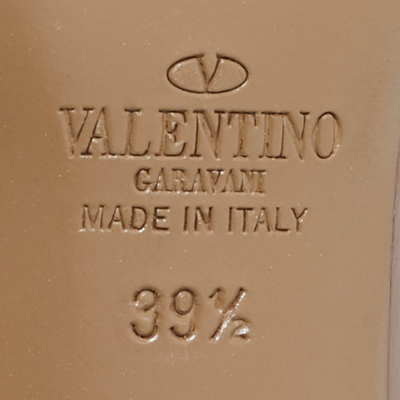 V
VALENTINO
GARAVANI
MADE IN ITALY
39½